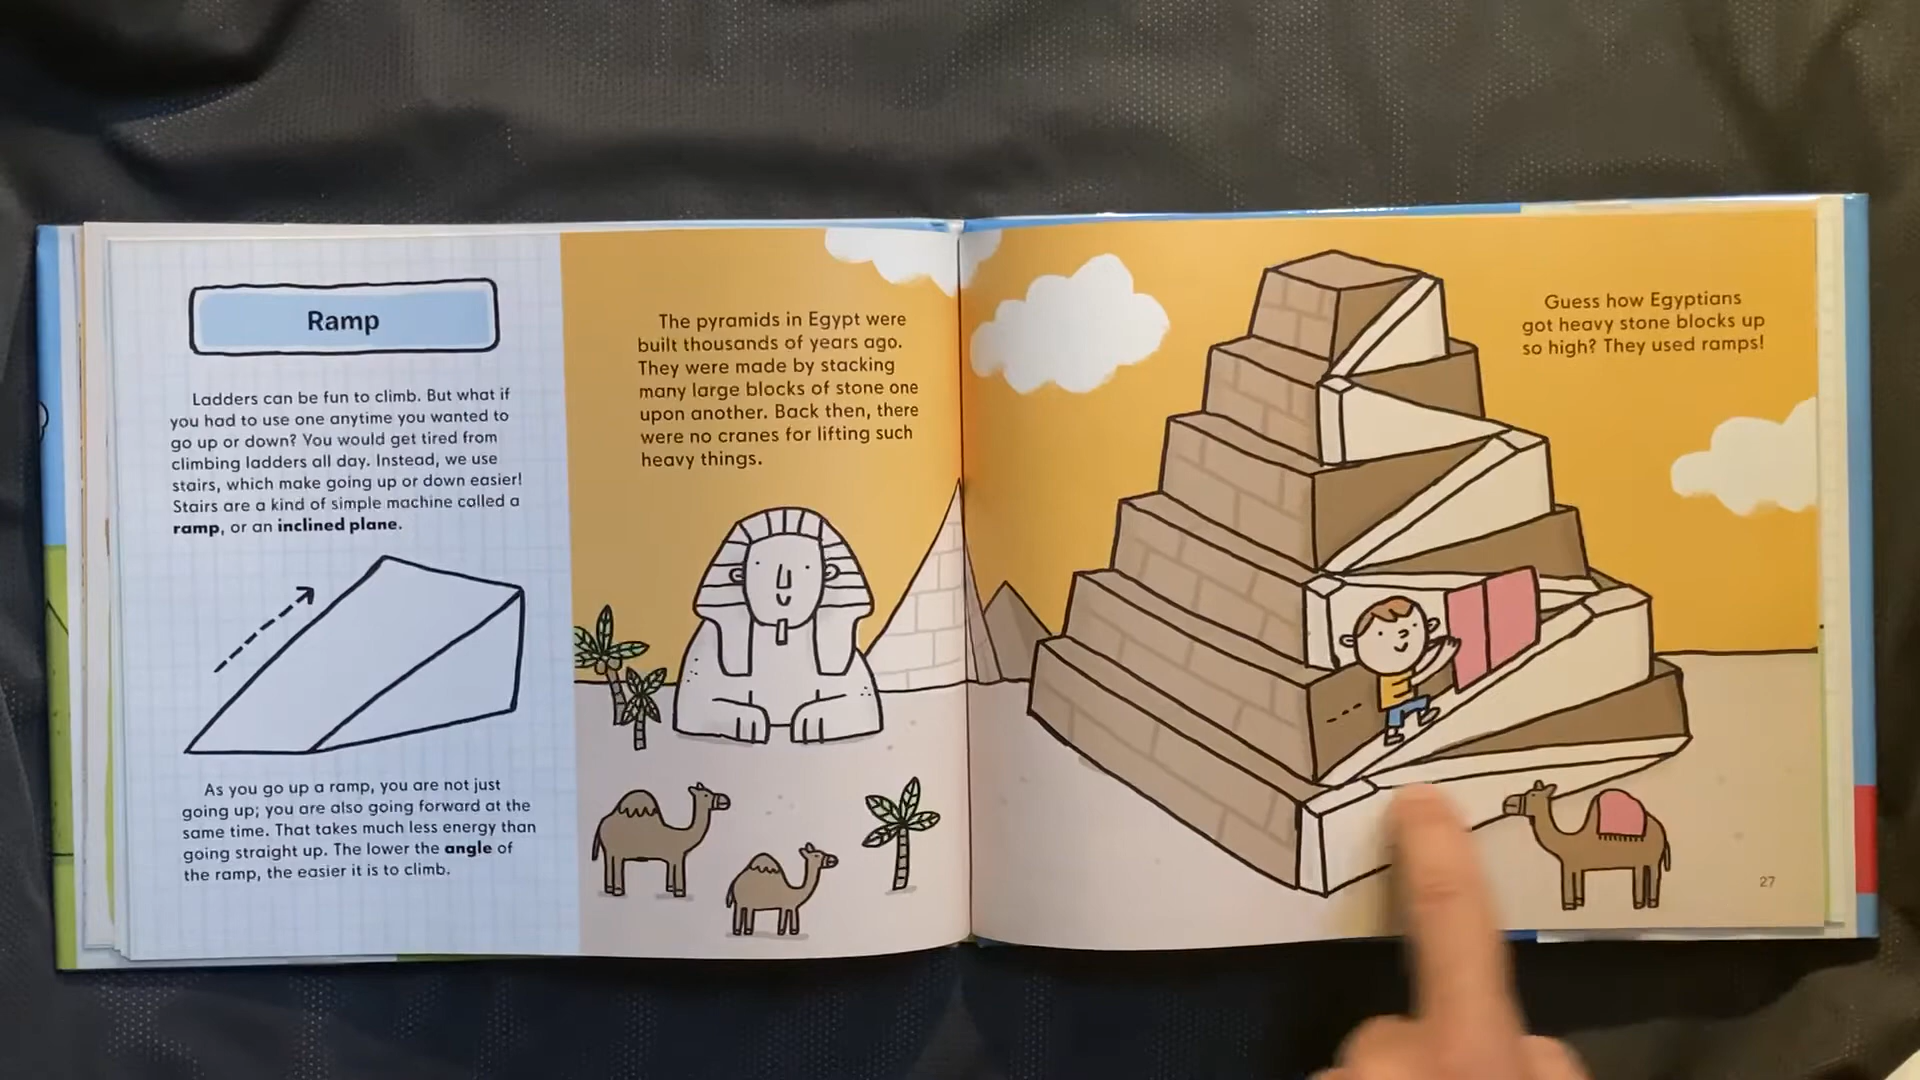 Ramp
Ladders can be fun to climb. But what if
you had to use one anytime you wanted to
go up or down? You would get tired from
climbing ladders all day. Instead, we use
stairs, which make going up or down easier!
Stairs are a kind of simple machine called a
ramp, or an inclined plane.
As you go up a ramp, you are not just
going up; you are also going forward at the
same time. That takes much less energy than
going straight up. The lower the angle of
the ramp, the easier it is to climb.
The pyramids in Egypt were
built thousands of years ago.
They were made by stacking
many large blocks of stone one
upon another. Back then, there
were no cranes for lifting such
heavy things.
Guess how Egyptians
got heavy stone blocks up
so high? They used ramps!
27